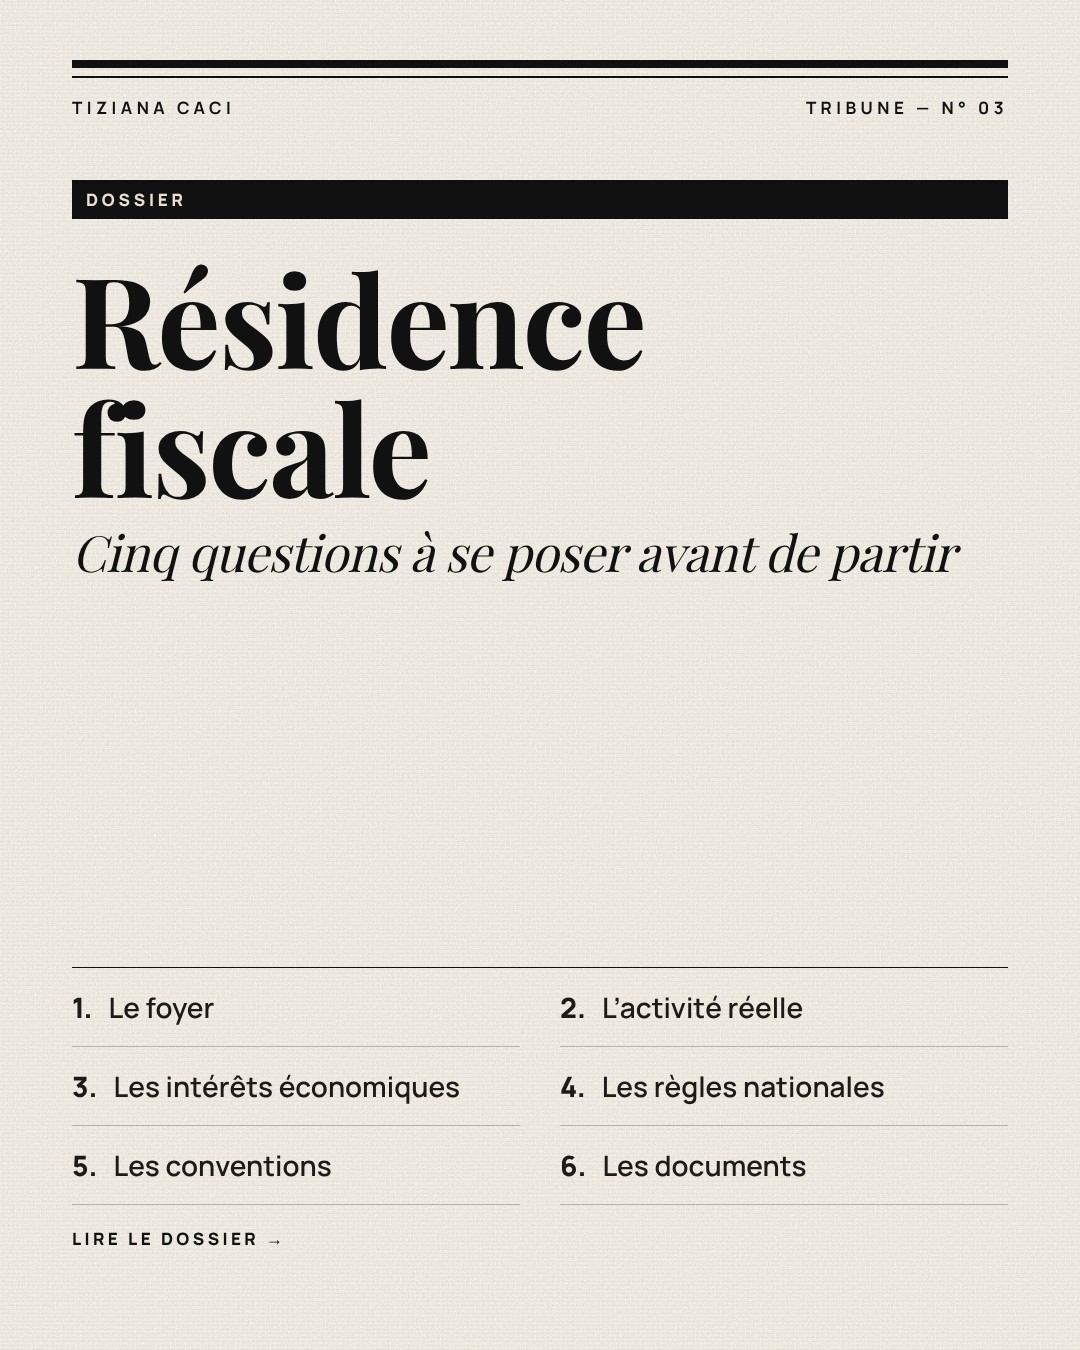 TIZIANA CACI
TRIBUNE — N° 03
DOSSIER
Résidence
fiscale
Cinq questions à se poser avant de partir
1. Le foyer
2. L’activité réelle
3. Les intérêts économiques
4. Les règles nationales
5. Les conventions
6. Les documents
LIRE LE DOSSIER →